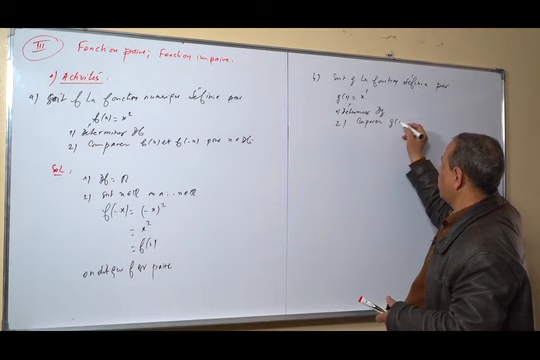 III Fonction paire; Fonction impaire.
1) Activités:
a) Soit f la fonction numérique définie par
f(x) = x²
1) Determiner Df
2) Comparer f(x) et f(-x) pour x ∈ Df.
Sol:
1) Df = ℝ
2) Soit x ∈ ℝ on a: -x ∈ ℝ
f(-x) = (-x)²
= x²
= f(x)
on dit que f est paire
b) Soit g la fonction définie par
g(x) = x
1) Déterminer Dg
2) Comparer g(